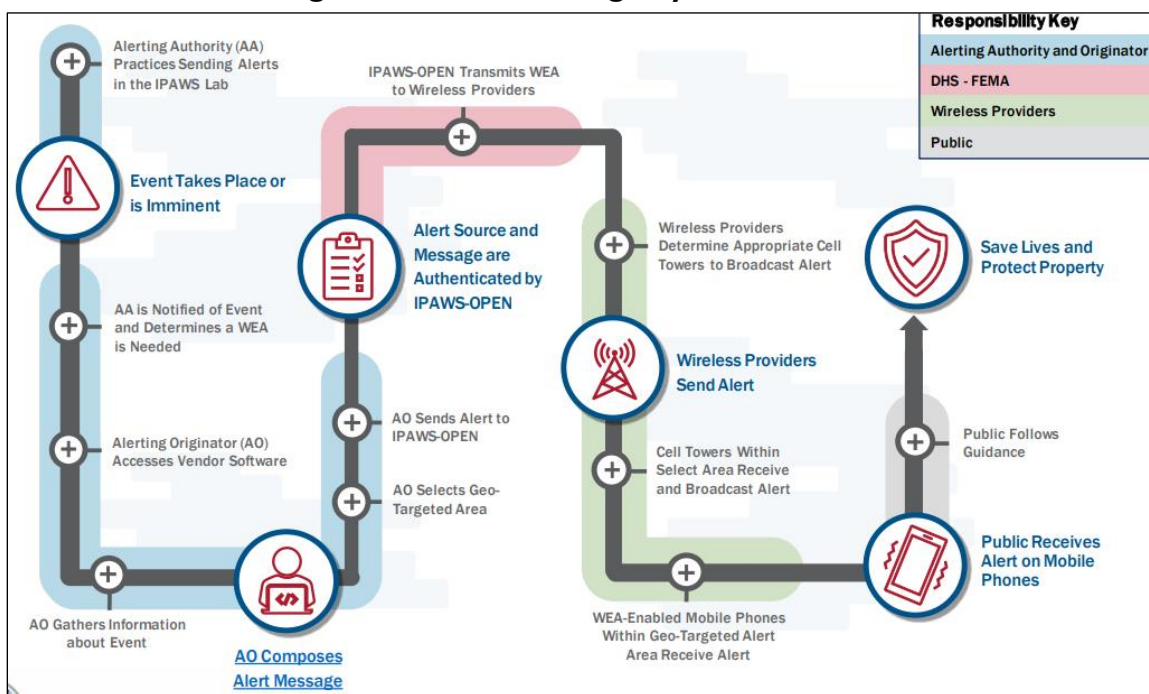 Alerting Authority (AA)
Practices Sending Alerts
in the IPAWS Lab
Event Takes Place or
is Imminent
AA is Notified of Event
and Determines a WEA
is Needed
Alerting Originator (AO)
Accesses Vendor Software
AO Gathers Information
about Event
AO Composes
Alert Message
AO Selects Geo-
Targeted Area
AO Sends Alert to
IPAWS-OPEN
Alert Source and
Message are
Authenticated by
IPAWS-OPEN
IPAWS-OPEN Transmits WEA
to Wireless Providers
Wireless Providers
Determine Appropriate Cell
Towers to Broadcast Alert
Wireless Providers
Send Alert
Cell Towers Within
Select Area Receive
and Broadcast Alert
WEA-Enabled Mobile Phones
Within Geo-Targeted Alert
Area Receive Alert
Public Receives
Alert on Mobile
Phones
Public Follows
Guidance
Save Lives and
Protect Property
Responsibility Key
Alerting Authority and Originator
DHS - FEMA
Wireless Providers
Public